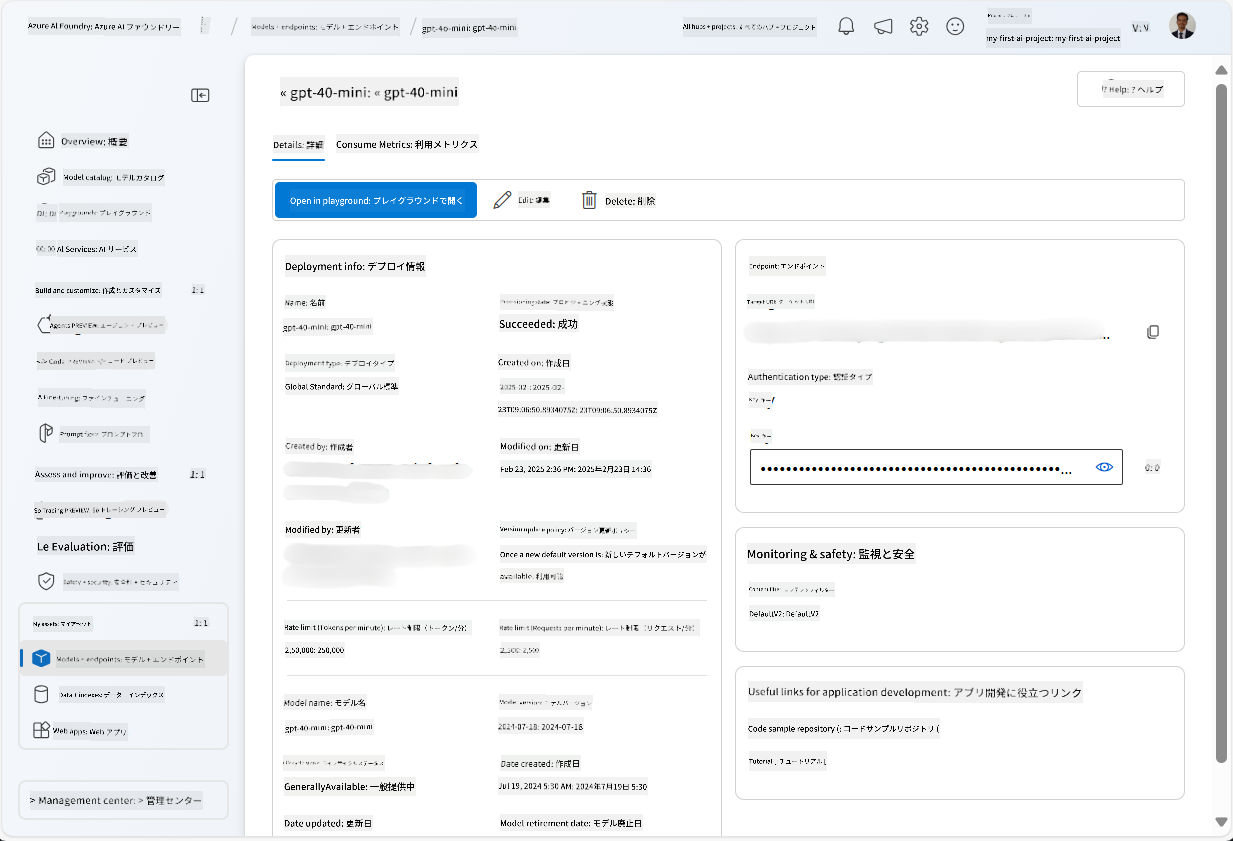 Azure AI Foundry: Azure AI ファウンドリー
/ Models + endpoints: モデル + エンドポイント / gpt-4o-mini: gpt-4o-mini
All hubs + projects: すべてのハブ + プロジェクト
my-first-ai-project: my-first-ai-project
Overview: 概要
Model catalog: モデルカタログ
Playgrounds: プレイグラウンド
AI Services: AI サービス
Build and customize: 作成とカスタマイズ
Agents PREVIEW: エージェント プレビュー
</> Code PREVIEW: </> コード プレビュー
Fine-tuning: ファインチューニング
Prompt flow: プロンプトフロー
Assess and improve: 評価と改善
Tracing PREVIEW: トレーシング プレビュー
Le Evaluation: 評価
Safety + security: 安全性 + セキュリティ
My assets: マイアセット
Models + endpoints: モデル + エンドポイント
Data + indexes: データ + インデックス
Web apps: Web アプリ
> Management center: > 管理センター
« gpt-40-mini: « gpt-40-mini
? Help: ? ヘルプ
Details: 詳細
Consume Metrics: 利用メトリクス
Open in playground: プレイグラウンドで開く
Edit: 編集
Delete: 削除
Deployment info: デプロイ情報
Name: 名前
gpt-40-mini: gpt-40-mini
Provisioning state: プロビジョニング状態
Succeeded: 成功
Deployment type: デプロイタイプ
Global Standard: グローバル標準
Created on: 作成日
2025-02-: 2025-02-
23T09:06:50.8934075Z: 23T09:06:50.8934075Z
Created by: 作成者
Modified on: 更新日
Feb 23, 2025 2:36 PM: 2025年2月23日 14:36
Modified by: 更新者
Version update policy: バージョン更新ポリシー
Once a new default version is: 新しいデフォルトバージョンが
available: 利用可能
Rate limit (Tokens per minute): レート制限（トークン/分）
2,50,000: 250,000
Rate limit (Requests per minute): レート制限（リクエスト/分）
2,500: 2,500
Model name: モデル名
gpt-40-mini: gpt-40-mini
Model version: モデルバージョン
2024-07-18: 2024-07-18
GenerallyAvailable: 一般提供中
Date created: 作成日
Jul 19, 2024 5:30 AM: 2024年7月19日 5:30
Date updated: 更新日
Model retirement date: モデル廃止日
Endpoint: エンドポイント
Target URI: ターゲットURI
Authentication type: 認証タイプ
Key: キー
Key: キー
Monitoring & safety: 監視と安全
Content filter: コンテンツフィルター
DefaultV2: DefaultV2
Useful links for application development: アプリ開発に役立つリンク
Code sample repository (: コードサンプルリポジトリ (
Tutorial [: チュートリアル [